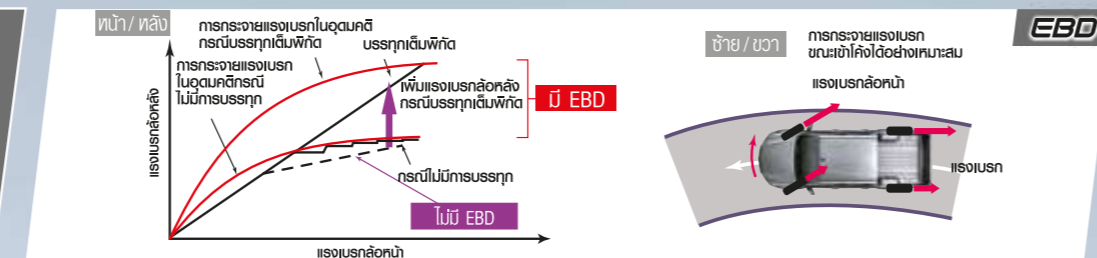 หน้า / หลัง
การกระจายแรงเบรกในอุดมคติ
กรณีบรรทุกเต็มพิกัด
บรรทุกเต็มพิกัด
การกระจายแรงเบรก
ในอุดมคติกรณี
ไม่มีการบรรทุก
เพิ่มแรงเบรกล้อหลัง
กรณีบรรทุกเต็มพิกัด
มี EBD
แรงเบรกล้อหลัง
กรณีไม่มีการบรรทุก
ไม่มี EBD
แรงเบรกล้อหน้า
ซ้าย / ขวา
การกระจายแรงเบรก
ขณะเข้าโค้งได้อย่างเหมาะสม
EBD
แรงเบรกล้อหน้า
แรงเบรก